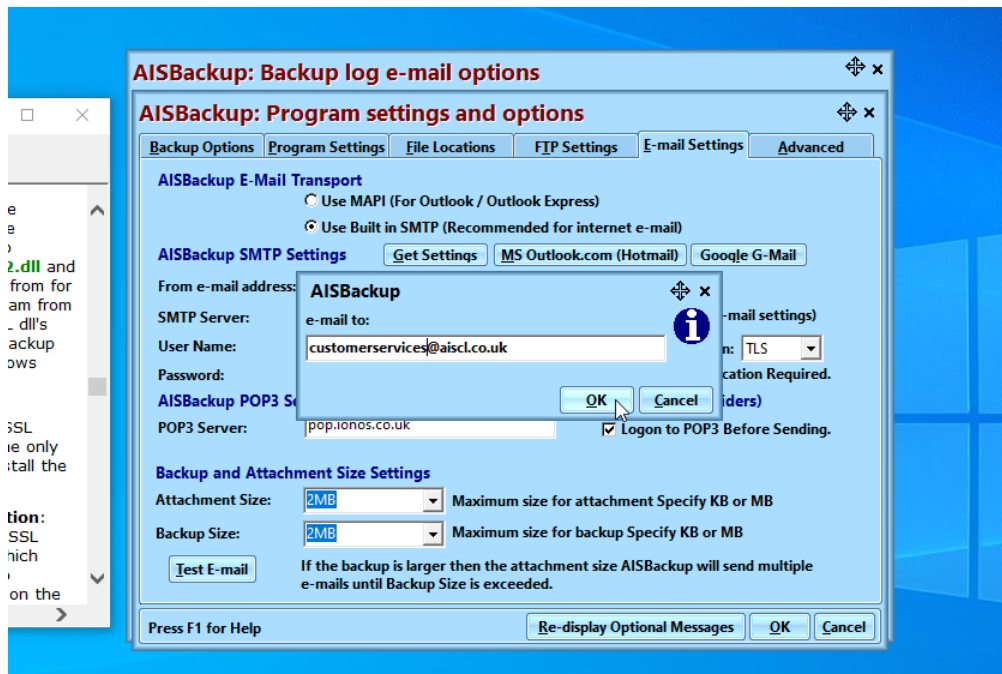 AISBackup: Backup log e-mail options
AISBackup: Program settings and options
Backup Options Program Settings File Locations FTP Settings E-mail Settings Advanced
AISBackup E-Mail Transport
Use MAPI (For Outlook / Outlook Express)
Use Built in SMTP (Recommended for internet e-mail)
AISBackup SMTP Settings Get Settings MS Outlook.com (Hotmail) Google G-Mail
From e-mail address:
SMTP Server: -mail settings)
User Name: n: TLS
Password: cation Required.
AISBackup POP3 Se iders)
POP3 Server: pop.ionos.co.uk Logon to POP3 Before Sending.
AISBackup
e-mail to:
customerservices@aiscl.co.uk
OK Cancel
Backup and Attachment Size Settings
Attachment Size: 2MB Maximum size for attachment Specify KB or MB
Backup Size: 2MB Maximum size for backup Specify KB or MB
Test E-mail
If the backup is larger then the attachment size AISBackup will send multiple
e-mails until Backup Size is exceeded.
Press F1 for Help Re-display Optional Messages OK Cancel
e
e
2.dll and
from for
am from
. dll's
ackup
ows
SSL
ne only
stall the
tion:
SSL
hich
on the